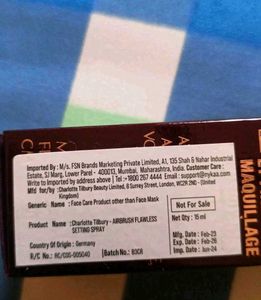 Imported By : M/s. FSN Brands Marketing Private Limited, A1, 135 Shah & Nahar Industrial
Estate, SJ Marg, Lower Parel - 400013, Mumbai, Maharashtra, India. Customer Care :
Write to Imported by address above | Tel :+1800 267 4444 Email : support@nykaa.com
Mfd for/by : Charlotte Tilbury Beauty Limited, 8 Surrey Street, London, WC2R 2ND - (United
Kingdom)
Generic Name : Face Care Product other than Face Mask
Product Name : Charlotte Tilbury - AIRBRUSH FLAWLESS
SETTING SPRAY
Country Of Origin : Germany
R/C No: RC/COS-005040
Batch No : B0CR
Not For Sale
Net Qty : 15 ml
Mfg. Date : Feb-23
Exp. Date : Feb-26
Imp. Date : Jun-24
MAQUILLAGE